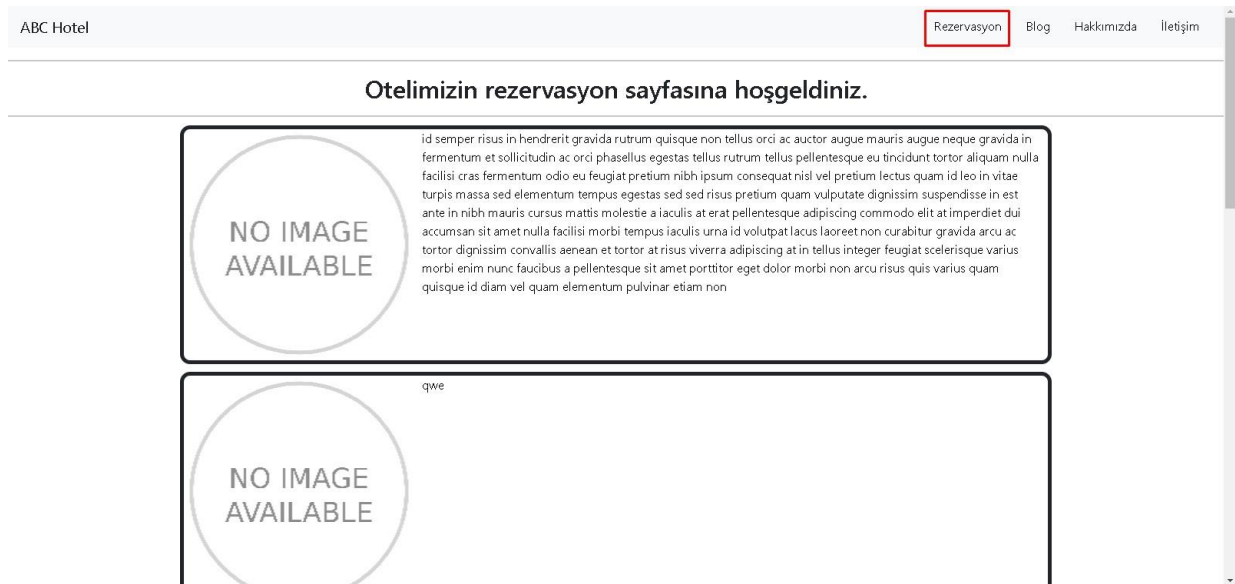 ABC Hotel
Rezervasyon Blog Hakkımızda İletişim
Otelimizin rezervasyon sayfasına hoşgeldiniz.
NO IMAGE
AVAILABLE
id semper risus in hendrerit gravida rutrum quisque non tellus orci ac auctor augue mauris augue neque gravida in
fermentum et sollicitudin ac orci phasellus egestas tellus rutrum tellus pellentesque eu tincidunt tortor aliquam nulla
facilisi cras fermentum odio eu feugiat pretium nibh ipsum consequat nisl vel pretium lectus quam id leo in vitae
turpis massa sed elementum tempus egestas sed sed risus pretium quam vulputate dignissim suspendisse in est
ante in nibh mauris cursus mattis molestie a iaculis at erat pellentesque adipiscing commodo elit at imperdiet dui
accumsan sit amet nulla facilisi morbi tempus iaculis urna id volutpat lacus laoreet non curabitur gravida arcu ac
tortor dignissim convallis aenean et tortor at risus viverra adipiscing at in tellus integer feugiat scelerisque varius
morbi enim nunc faucibus a pellentesque sit amet porttitor eget dolor morbi non arcu risus quis varius quam
quisque id diam vel quam elementum pulvinar etiam non
NO IMAGE
AVAILABLE
qwe